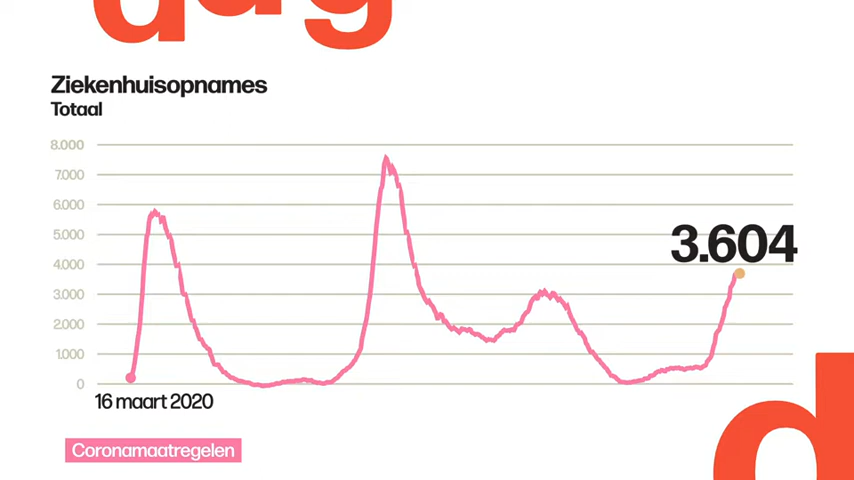 dag
Ziekenhuisopnames
Totaal
8.000
7.000
6.000
5.000
4.000
3.000
2.000
1.000
0
3.604
16 maart 2020
Coronamaatregelen
d